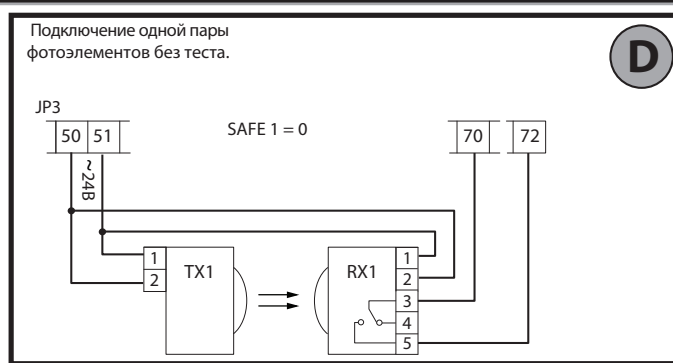 Подключение одной пары
фотоэлементов без теста.
D
JP3
50 51
SAFE 1 = 0
70 72
~24В
1
2
TX1
RX1
1
2
3
4
5